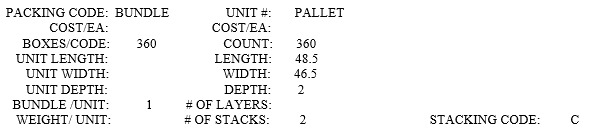 PACKING CODE: BUNDLE UNIT #: PALLET
COST/EA: COST/EA:
BOXES/CODE: 360 COUNT: 360
UNIT LENGTH: LENGTH: 48.5
UNIT WIDTH: WIDTH: 46.5
UNIT DEPTH: DEPTH: 2
BUNDLE /UNIT: 1 # OF LAYERS:
WEIGHT/ UNIT: # OF STACKS: 2 STACKING CODE: C